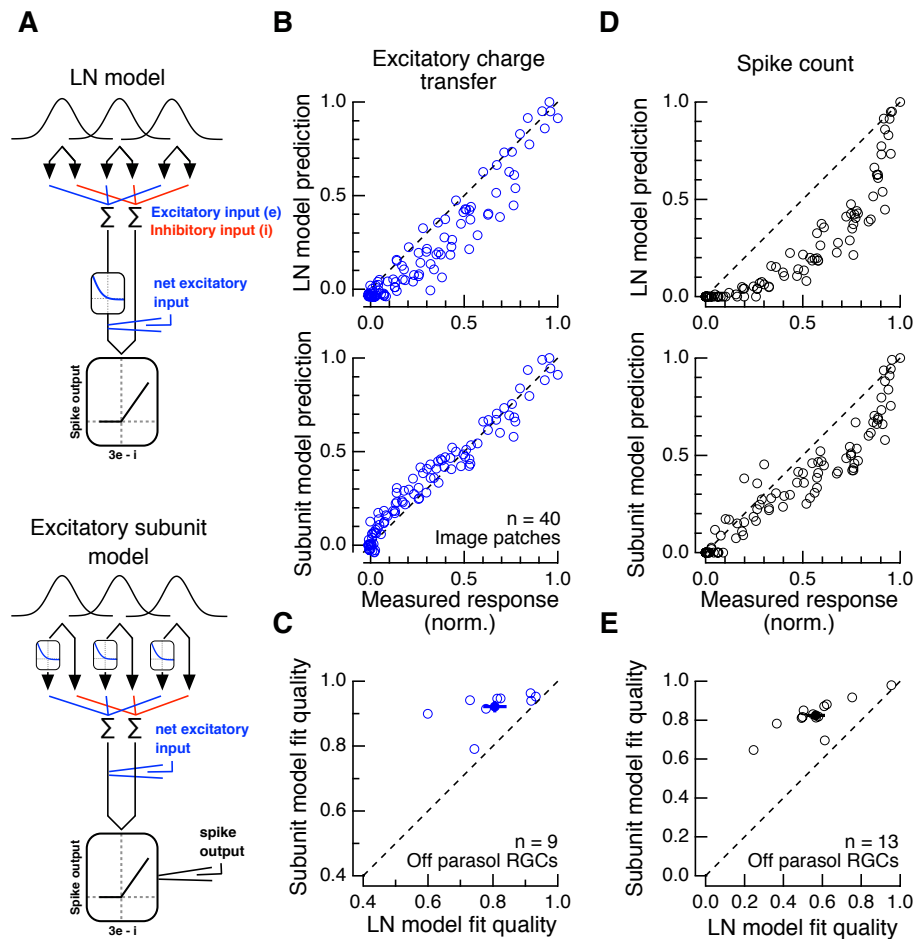 A
LN model
Σ Σ
Excitatory input (e)
Inhibitory input (i)
net excitatory
input
Spike output
3e - i
Excitatory subunit
model
Σ Σ
net excitatory
input
spike
output
Spike output
3e - i
B
Excitatory charge
transfer
LN model prediction
1.0
0.5
0.0
0.0 0.5 1.0
Subunit model prediction
1.0
0.5
0.0
n = 40
Image patches
0.0 0.5 1.0
Measured response
(norm.)
C
Subunit model fit quality
1.0
0.8
0.6
0.4
n = 9
Off parasol RGCs
0.4 0.6 0.8 1.0
LN model fit quality
D
Spike count
LN model prediction
1.0
0.5
0.0
0.0 0.5 1.0
Subunit model prediction
1.0
0.5
0.0
0.0 0.5 1.0
Measured response
(norm.)
E
Subunit model fit quality
1.0
0.8
0.6
0.4
0.2
0.0
n = 13
Off parasol RGCs
0.0 0.2 0.4 0.6 0.8 1.0
LN model fit quality